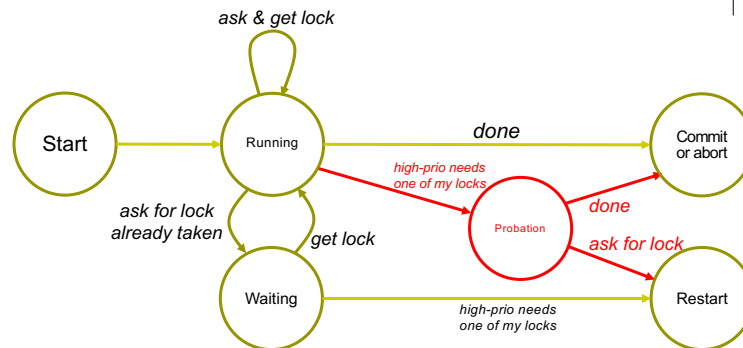 ask & get lock
Start
Running
done
Commit
or abort
high-prio needs
one of my locks
Probation
done
ask for lock
ask for lock
already taken
get lock
Waiting
high-prio needs
one of my locks
Restart